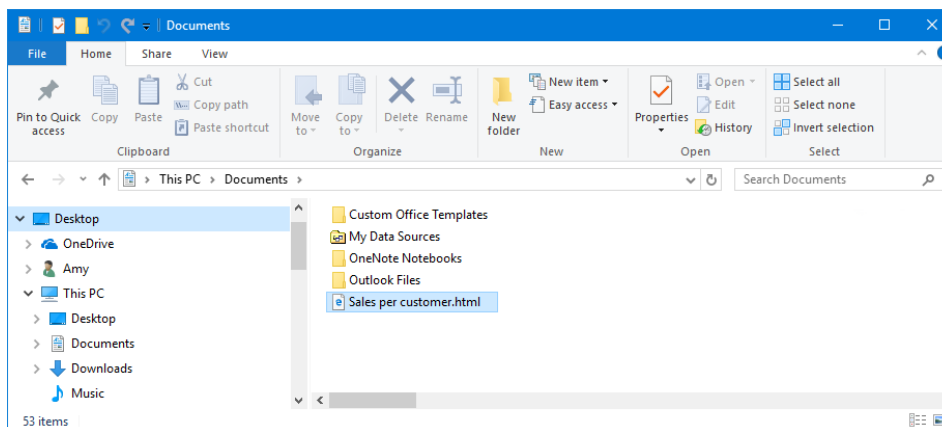 Documents
File Home Share View
Pin to Quick access Copy Paste Cut Copy path Paste shortcut Move to Copy to Delete Rename New folder New item Easy access Properties Open Edit History Select all Select none Invert selection
Clipboard Organize New Open Select
This PC Documents Search Documents
Desktop
OneDrive
Amy
This PC
Desktop
Documents
Downloads
Music
Custom Office Templates
My Data Sources
OneNote Notebooks
Outlook Files
Sales per customer.html
53 items